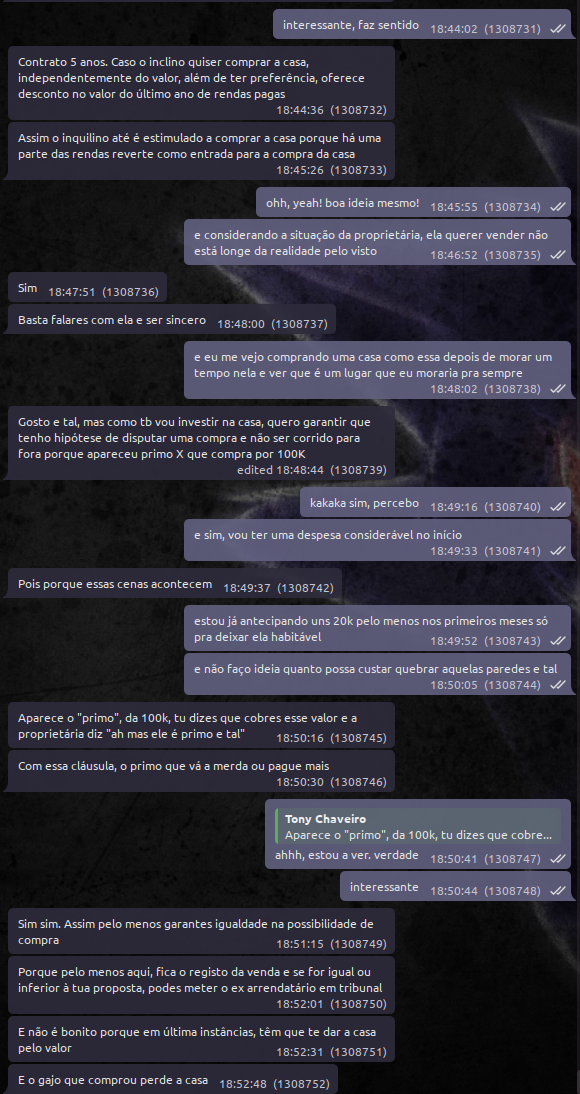 interessante, faz sentido 18:44:02 (1308731)
Contrato 5 anos. Caso o inclino quiser comprar a casa,
independentemente do valor, além de ter preferência, oferece
desconto no valor do último ano de rendas pagas
18:44:36 (1308732)
Assim o inquilino até é estimulado a comprar a casa porque há uma
parte das rendas reverte como entrada para a compra da casa
18:45:26 (1308733)
ohh, yeah! boa ideia mesmo! 18:45:55 (1308734)
e considerando a situação da proprietária, ela querer vender não
está longe da realidade pelo visto 18:46:52 (1308735)
Sim 18:47:51 (1308736)
Basta falares com ela e ser sincero 18:48:00 (1308737)
e eu me vejo comprando uma casa como essa depois de morar um
tempo nela e ver que é um lugar que eu moraria pra sempre
18:48:02 (1308738)
Gosto e tal, mas como tb vou investir na casa, quero garantir que
tenho hipótese de disputar uma compra e não ser corrido para
fora porque apareceu primo X que compra por 100K
edited 18:48:44 (1308739)
kakaka sim, percebo 18:49:16 (1308740)
e sim, vou ter uma despesa considerável no início
18:49:33 (1308741)
Pois porque essas cenas acontecem 18:49:37 (1308742)
estou já antecipando uns 20k pelo menos nos primeiros meses só
pra deixar ela habitável 18:49:52 (1308743)
e não faço ideia quanto possa custar quebrar aquelas paredes e tal
18:50:05 (1308744)
Aparece o "primo", da 100k, tu dizes que cobres esse valor e a
proprietária diz "ah mas ele é primo e tal" 18:50:16 (1308745)
Com essa cláusula, o primo que vá a merda ou pague mais
18:50:30 (1308746)
Tony Chaveiro
Aparece o "primo", da 100k, tu dizes que cobre...
ahhh, estou a ver. verdade 18:50:41 (1308747)
interessante 18:50:44 (1308748)
Sim sim. Assim pelo menos garantes igualdade na possibilidade de
compra 18:51:15 (1308749)
Porque pelo menos aqui, fica o registo da venda e se for igual ou
inferior à tua proposta, podes meter o ex arrendatário em tribunal
18:52:01 (1308750)
E não é bonito porque em última instâncias, têm que te dar a casa
pelo valor 18:52:31 (1308751)
E o gajo que comprou perde a casa 18:52:48 (1308752)